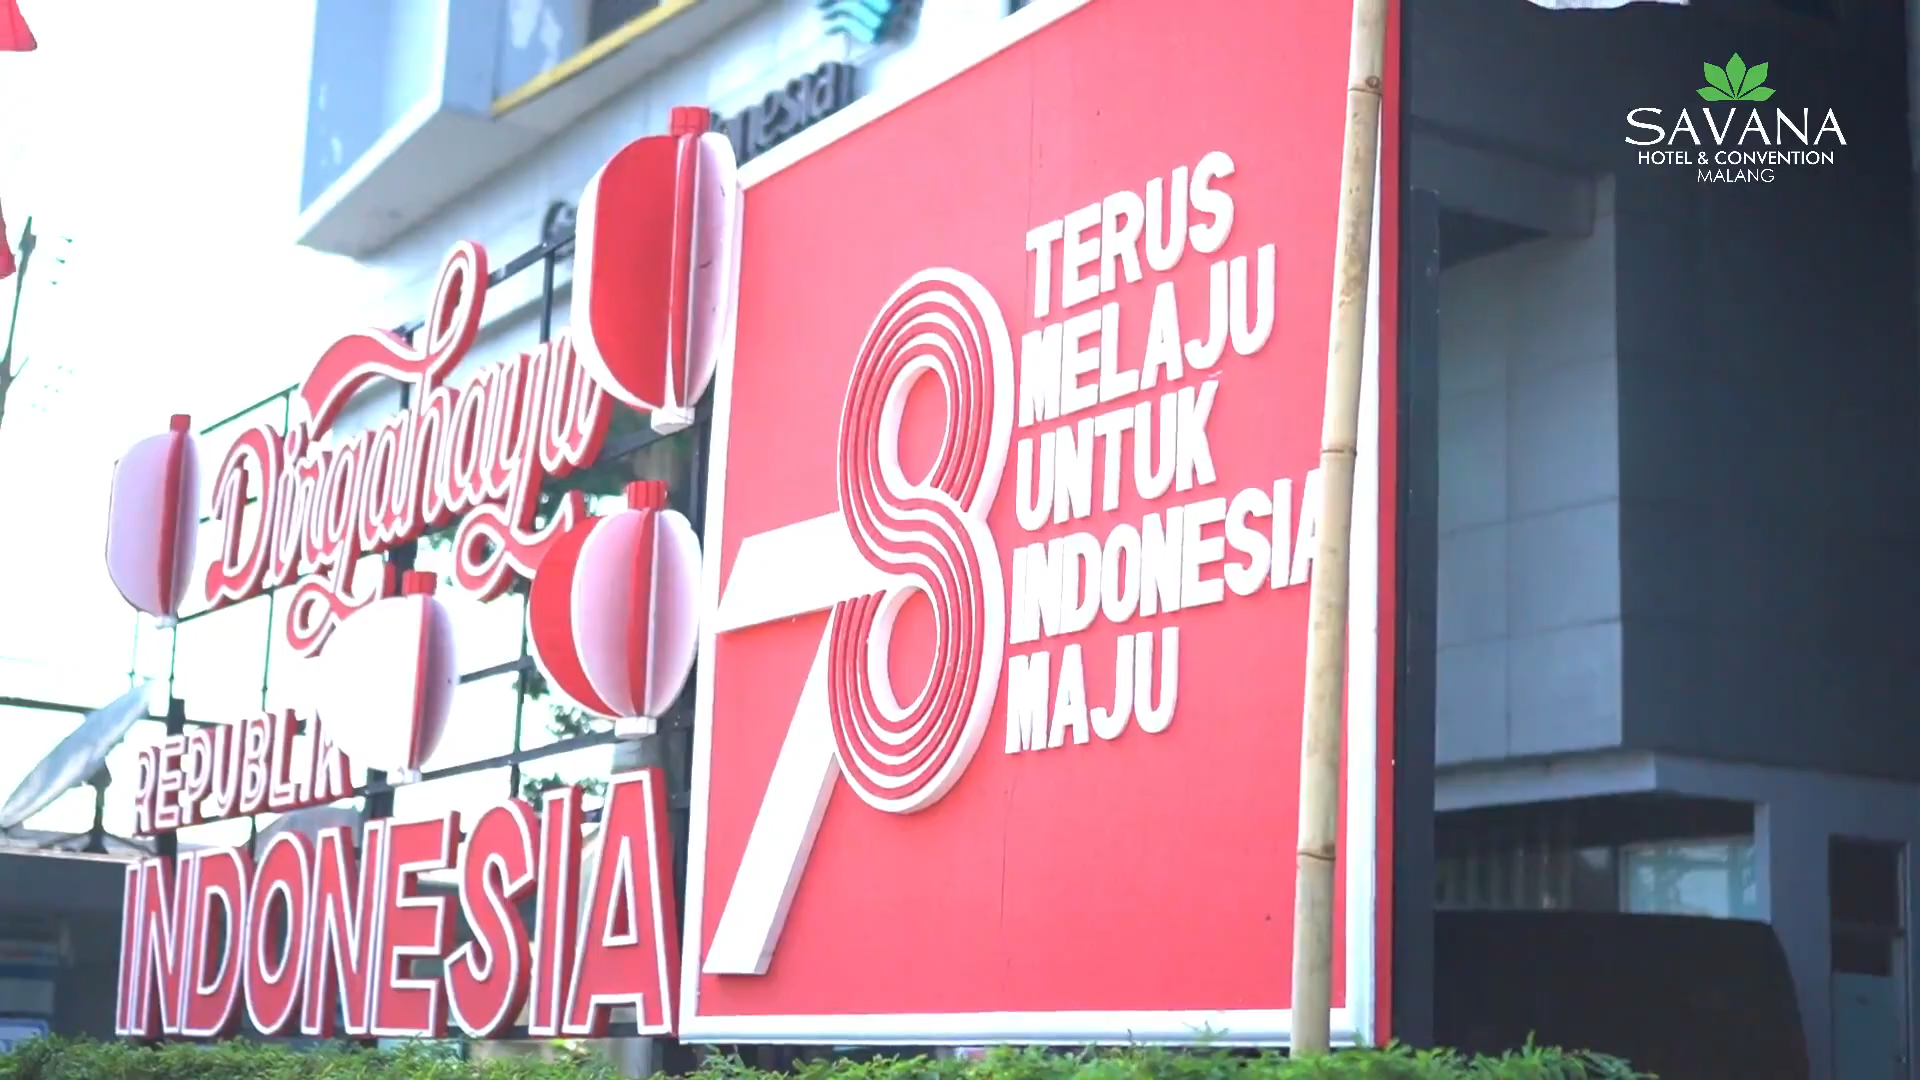 SAVANA
HOTEL & CONVENTION
MALANG
Dirgahayu
REPUBLIK
INDONESIA
78
TERUS
MELAJU
UNTUK
INDONESIA
MAJU